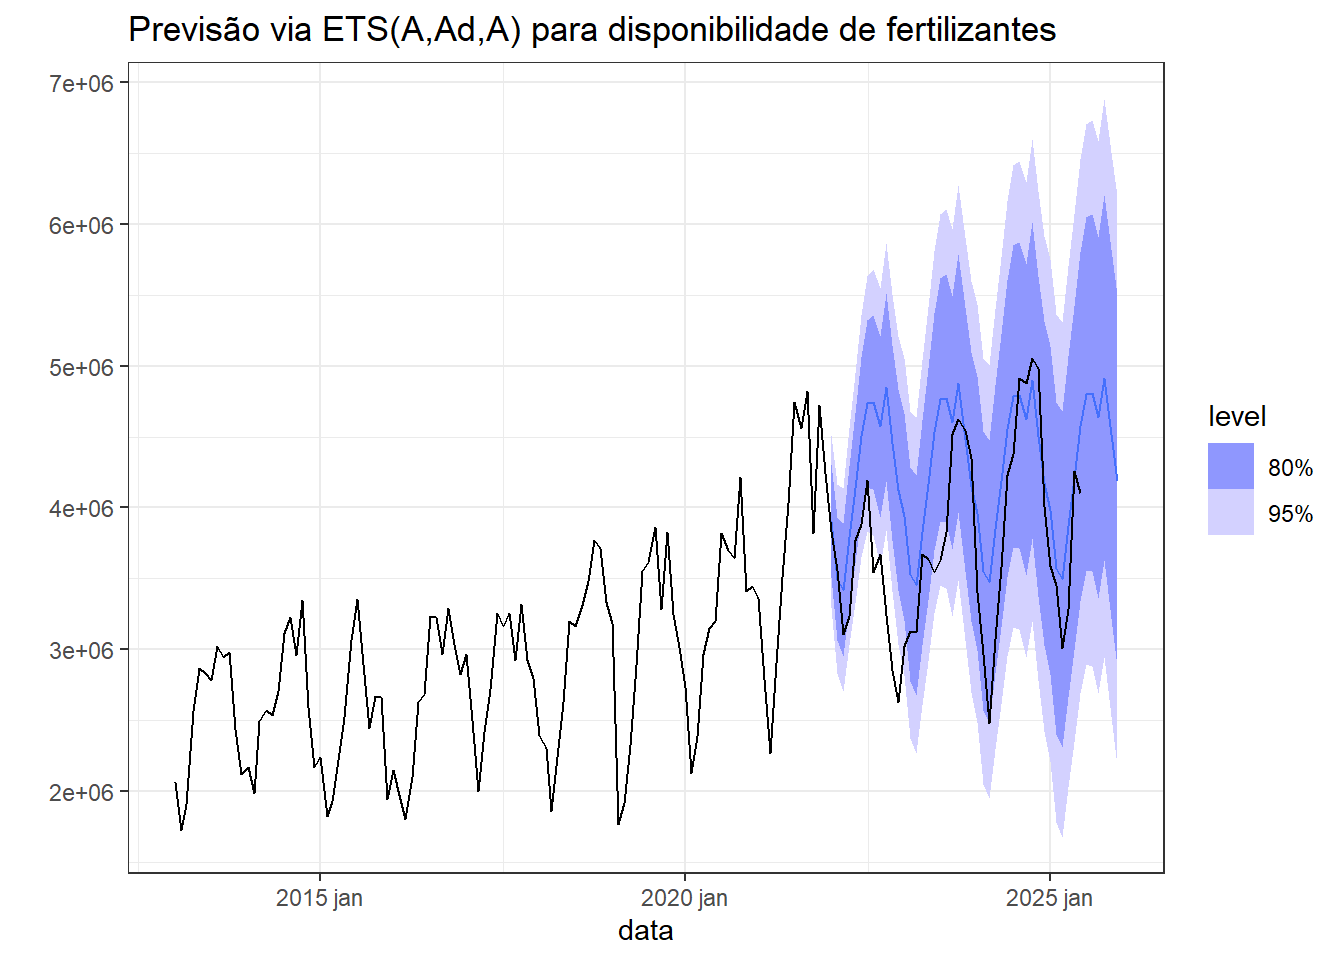 Previsão via ETS(A,Ad,A) para disponibilidade de fertilizantes
7e+06
6e+06
5e+06
4e+06
3e+06
2e+06
2015 jan
2020 jan
2025 jan
data
level
80%
95%